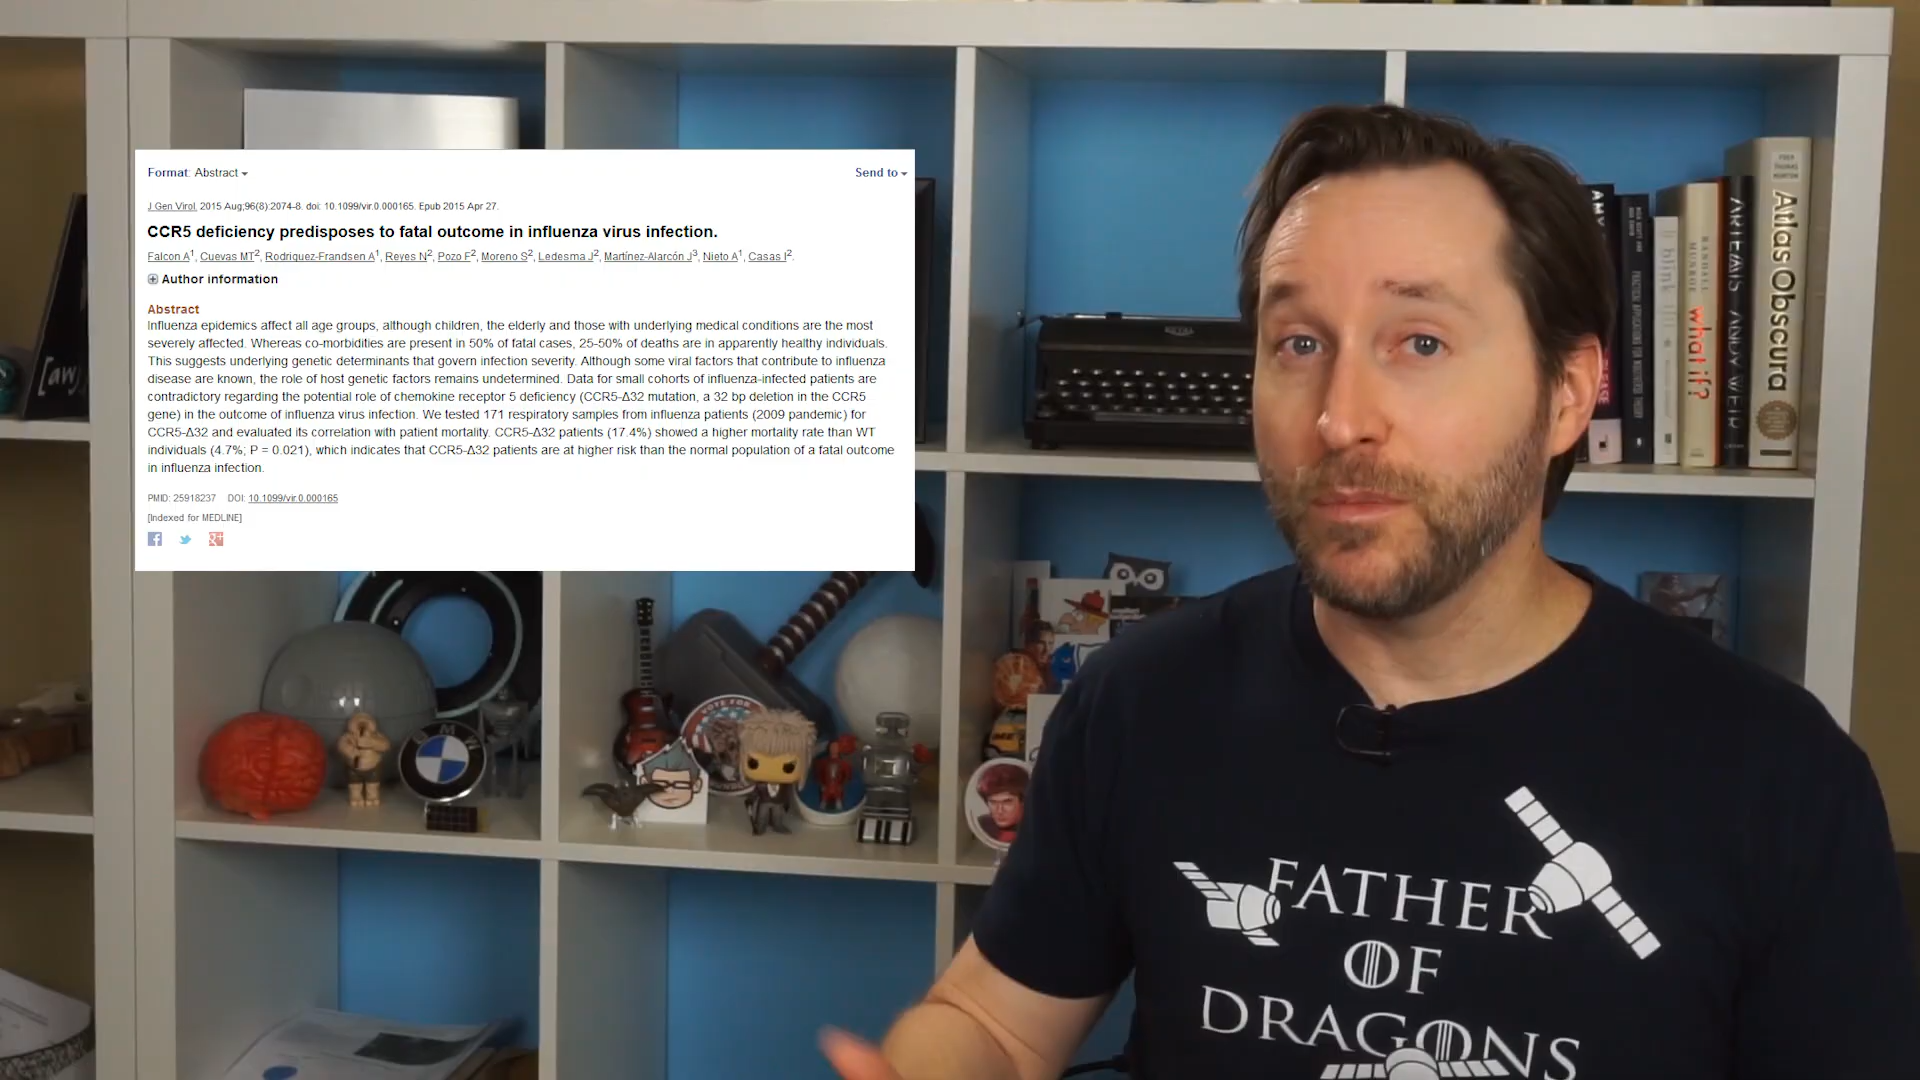 Format: Abstract
Send to
J Gen Virol. 2015 Aug;96(8):2074-8. doi: 10.1099/vir.0.000165. Epub 2015 Apr 27.
CCR5 deficiency predisposes to fatal outcome in influenza virus infection.
Falcon A1, Cuevas MT2, Rodriguez-Frandsen A1, Reyes N2, Pozo F2, Moreno S2, Ledesma J2, Martínez-Alarcón J3, Nieto A1, Casas I2.
Author information
Abstract
Influenza epidemics affect all age groups, although children, the elderly and those with underlying medical conditions are the most
severely affected. Whereas co-morbidities are present in 50% of fatal cases, 25-50% of deaths are in apparently healthy individuals.
This suggests underlying genetic determinants that govern infection severity. Although some viral factors that contribute to influenza
disease are known, the role of host genetic factors remains undetermined. Data for small cohorts of influenza-infected patients are
contradictory regarding the potential role of chemokine receptor 5 deficiency (CCR5-Δ32 mutation, a 32 bp deletion in the CCR5
gene) in the outcome of influenza virus infection. We tested 171 respiratory samples from influenza patients (2009 pandemic) for
CCR5-Δ32 and evaluated its correlation with patient mortality. CCR5-Δ32 patients (17.4%) showed a higher mortality rate than WT
individuals (4.7%; P = 0.021), which indicates that CCR5-Δ32 patients are at higher risk than the normal population of a fatal outcome
in influenza infection.
PMID: 25918237 DOI: 10.1099/vir.0.000165
[Indexed for MEDLINE]
f
g+
[aw
ROYAL
AMY
blink
RANDALL MUNROE
what if?
ARTEMIS ANDY WEIR
Atlas Obscura
BMW
VOTE FOR
FATHER
OF
DRAGONS